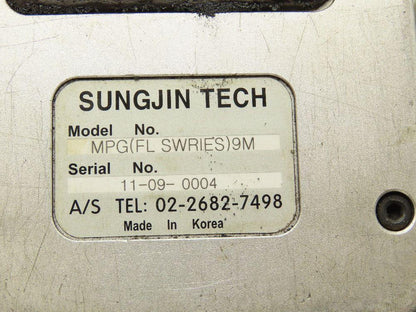 SUNGJIN TECH
Model No.
MPG(FL SWRIES)9M
Serial No.
11-09- 0004
A/S TEL: 02-2682-7498
Made In Korea